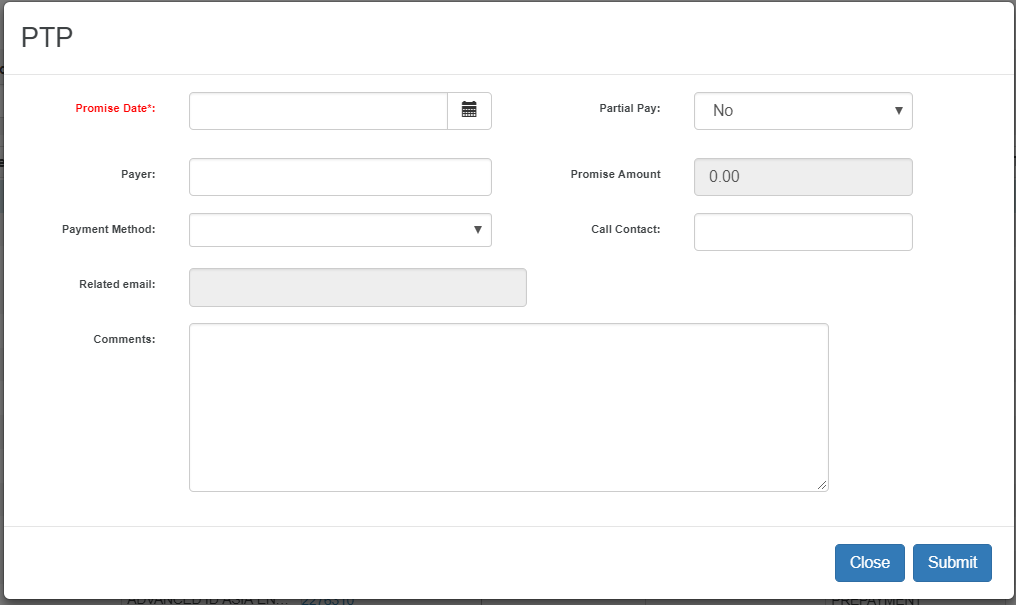 PTP
Promise Date*:
Partial Pay: No
Payer:
Promise Amount 0.00
Payment Method:
Call Contact:
Related email:
Comments:
Close Submit